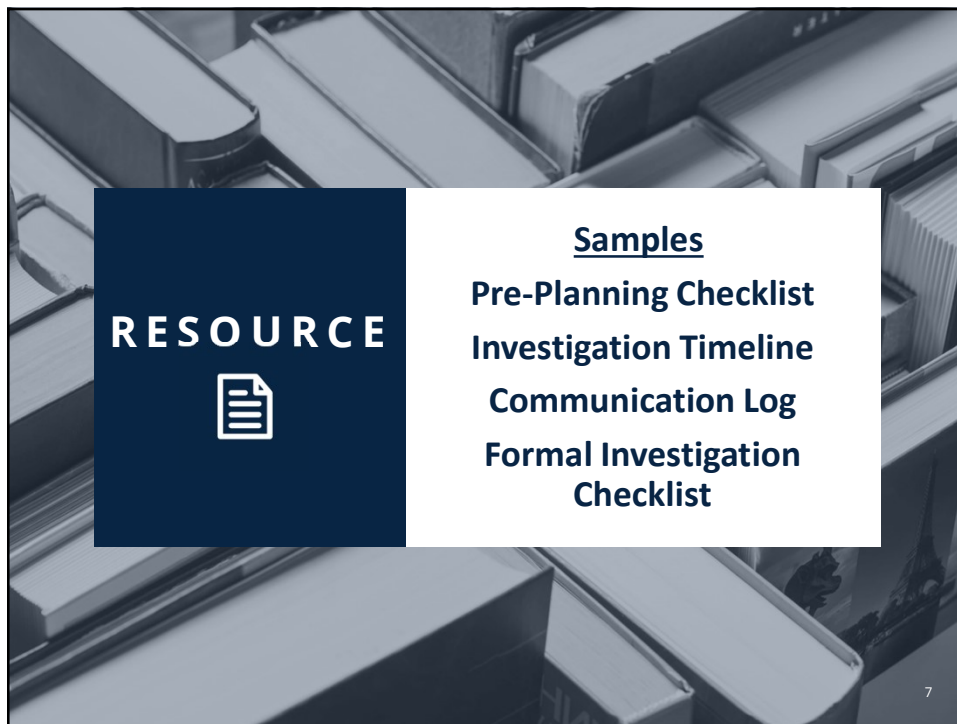 RESOURCE
Samples
Pre-Planning Checklist
Investigation Timeline
Communication Log
Formal Investigation
Checklist
7